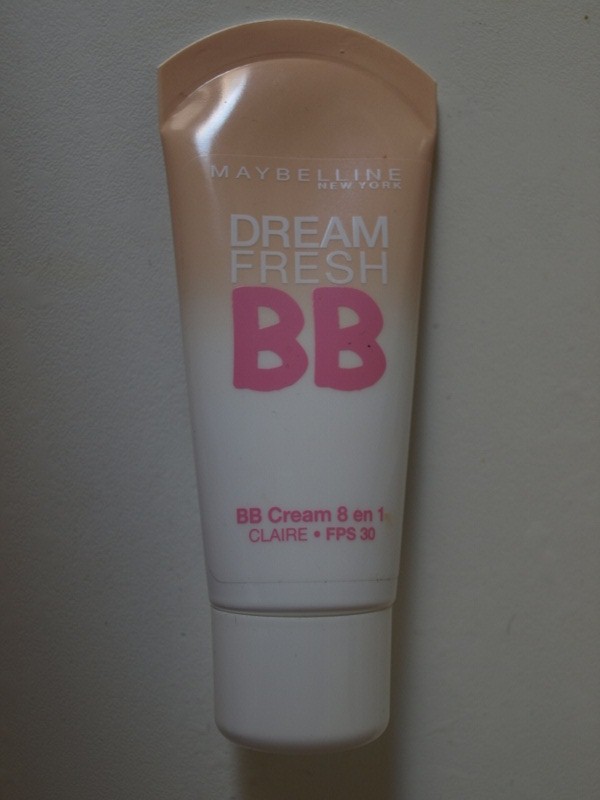 MAYBELLINE
NEW YORK
DREAM
FRESH
BB
BB Cream 8 en 1
CLAIRE • FPS 30